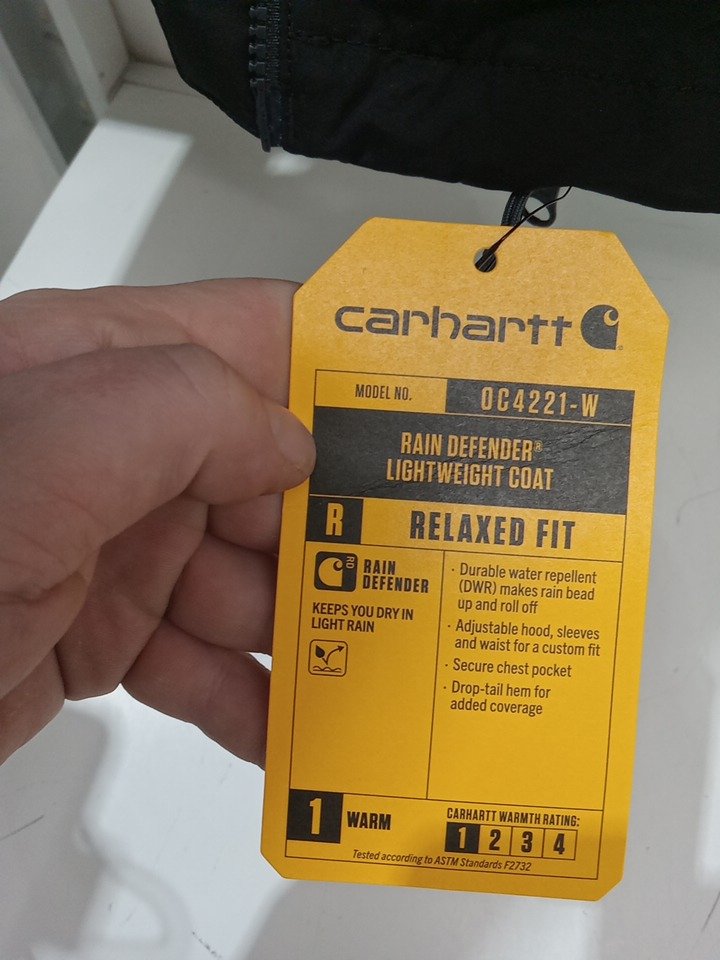 carhartt
MODEL NO.
OC4221-W
RAIN DEFENDER®
LIGHTWEIGHT COAT
R
RELAXED FIT
RD
RAIN
DEFENDER
KEEPS YOU DRY IN
LIGHT RAIN
· Durable water repellent
(DWR) makes rain bead
up and roll off
· Adjustable hood, sleeves
and waist for a custom fit
· Secure chest pocket
· Drop-tail hem for
added coverage
1 WARM
CARHARTT WARMTH RATING:
1 2 3 4
Tested according to ASTM Standards F2732